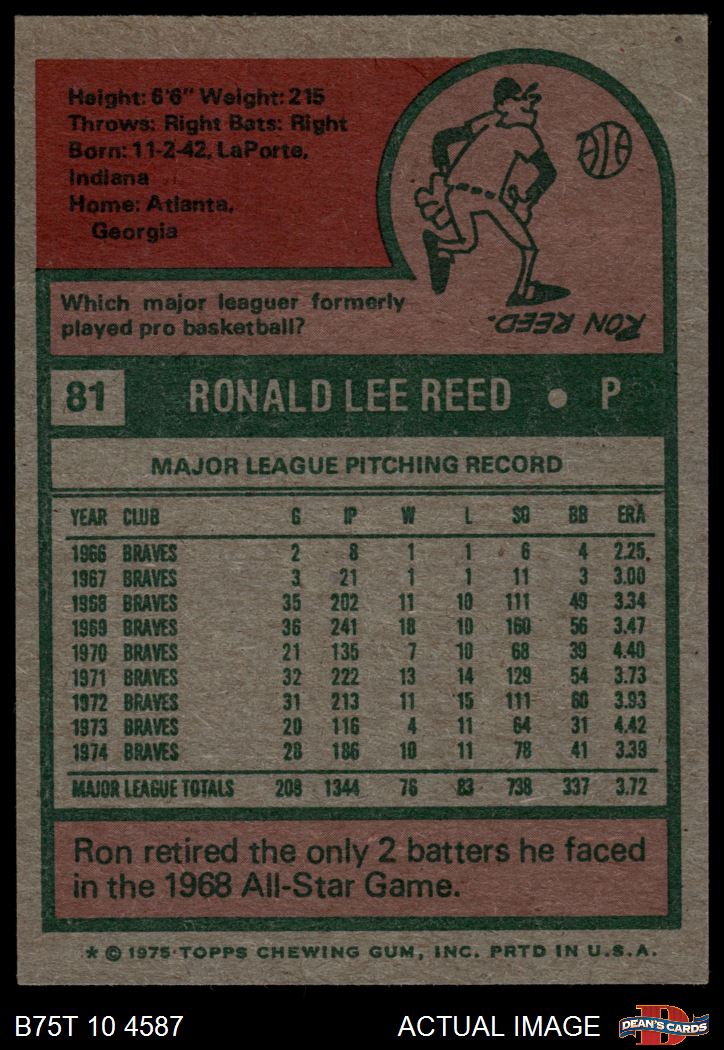 Height: 6'6" Weight: 215
Throws: Right Bats: Right
Born: 11-2-42, LaPorte,
Indiana
Home: Atlanta,
Georgia
Which major leaguer formerly
played pro basketball?
RON REED.
81 RONALD LEE REED • P
MAJOR LEAGUE PITCHING RECORD
YEAR CLUB G IP W L SO BB ERA
1966 BRAVES 2 8 1 1 6 4 2.25
1967 BRAVES 3 21 1 1 11 3 3.00
1968 BRAVES 35 202 11 10 111 49 3.34
1969 BRAVES 36 241 18 10 160 56 3.47
1970 BRAVES 21 135 7 10 68 39 4.40
1971 BRAVES 32 222 13 14 129 54 3.73
1972 BRAVES 31 213 11 15 111 60 3.93
1973 BRAVES 20 116 4 11 64 31 4.42
1974 BRAVES 28 186 10 11 78 41 3.39
MAJOR LEAGUE TOTALS 208 1344 76 83 738 337 3.72
Ron retired the only 2 batters he faced
in the 1968 All-Star Game.
* © 1975 TOPPS CHEWING GUM, INC. PRTD IN U.S.A.
B75T 10 4587 ACTUAL IMAGE D DEAN'S CARDS